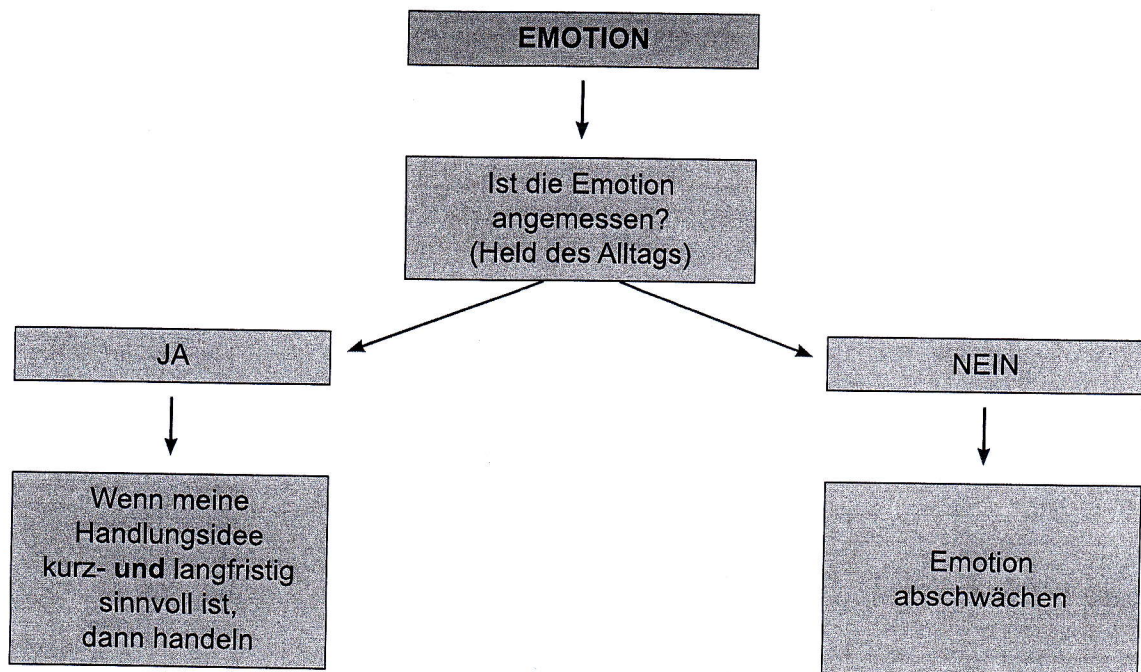 EMOTION
Ist die Emotion
angemessen?
(Held des Alltags)
JA
NEIN
Wenn meine
Handlungsidee
kurz- und langfristig
sinnvoll ist,
dann handeln
Emotion
abschwächen